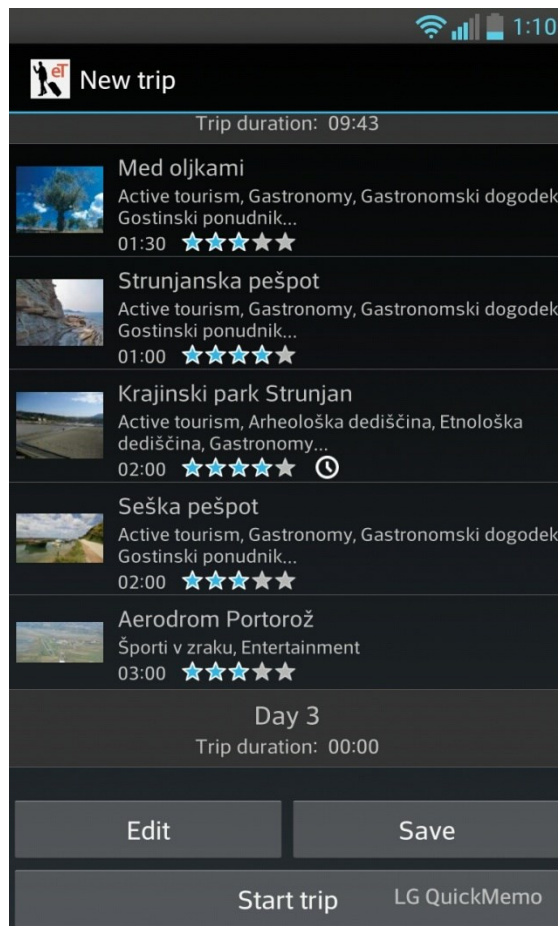 1:10
eT
New trip
Trip duration: 09:43
Med oljkami
Active tourism, Gastronomy, Gastronomski dogodek
Gostinski ponudnik...
01:30
Strunjanska pešpot
Active tourism, Gastronomy, Gastronomski dogodek
Gostinski ponudnik...
01:00
Krajinski park Strunjan
Active tourism, Arheološka dediščina, Etnološka
dediščina, Gastronomy...
02:00
Seška pešpot
Active tourism, Gastronomy, Gastronomski dogodek
Gostinski ponudnik...
02:00
Aerodrom Portorož
Športi v zraku, Entertainment
03:00
Day 3
Trip duration: 00:00
Edit Save
Start trip LG QuickMemo